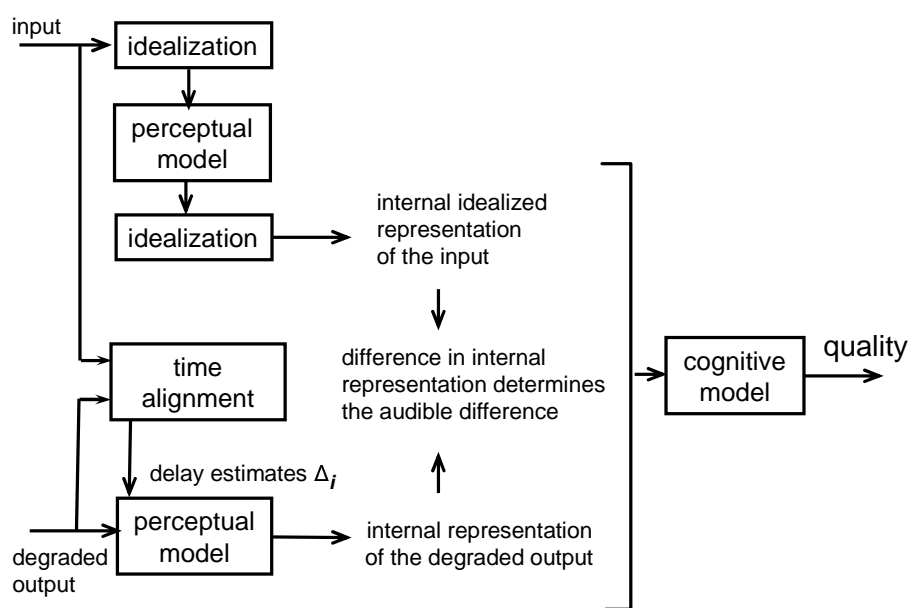 input
idealization
perceptual
model
idealization
internal idealized
representation
of the input
time
alignment
difference in internal
representation determines
the audible difference
cognitive
model
quality
delay estimates Δi
degraded
output
perceptual
model
internal representation
of the degraded output